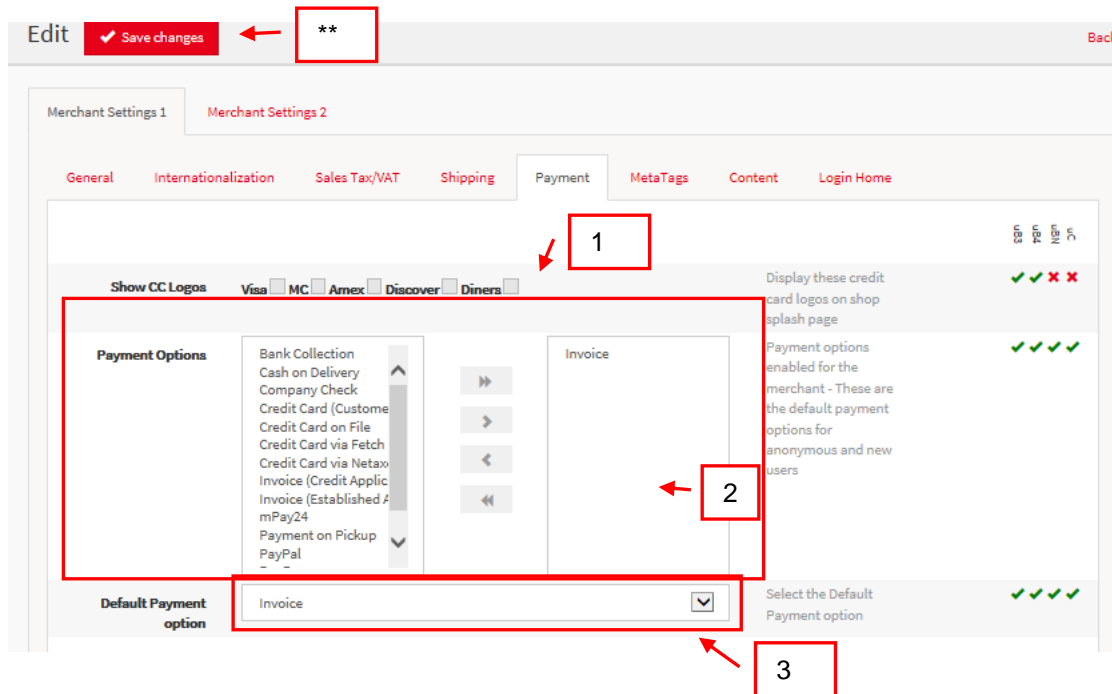 Edit
Save changes
**
Back
Merchant Settings 1
Merchant Settings 2
General
Internationalization
Sales Tax/VAT
Shipping
Payment
MetaTags
Content
Login Home
uB3
uB4
uBN
uC
1
Show CC Logos
Visa MC Amex Discover Diners
Display these credit
card logos on shop
splash page
Payment Options
Bank Collection
Cash on Delivery
Company Check
Credit Card (Custome
Credit Card on File
Credit Card via Fetch
Credit Card via Netax
Invoice (Credit Applic
Invoice (Established A
mPay24
Payment on Pickup
PayPal
Invoice
Payment options
enabled for the
merchant - These are
the default payment
options for
anonymous and new
users
2
Default Payment
option
Invoice
Select the Default
Payment option
3